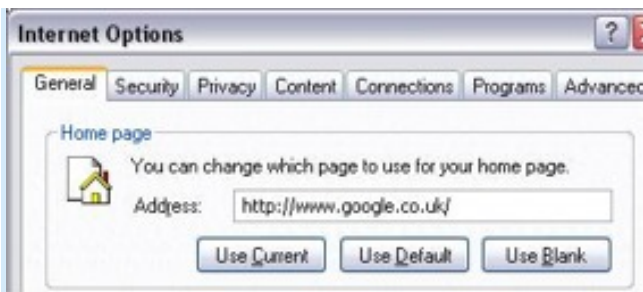 Internet Options
General Security Privacy Content Connections Programs Advanced
Home page
You can change which page to use for your home page.
Address: http://www.google.co.uk/
Use Current Use Default Use Blank